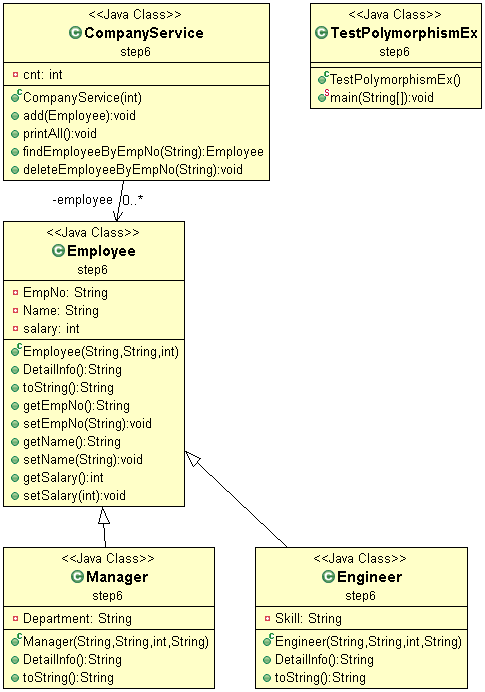 <<Java Class>>
CompanyService
step6
cnt: int
CompanyService(int)
add(Employee):void
printAll():void
findEmployeeByEmpNo(String):Employee
deleteEmployeeByEmpNo(String):void
<<Java Class>>
TestPolymorphismEx
step6
TestPolymorphismEx()
main(String[]):void
-employee 0..*
<<Java Class>>
Employee
step6
EmpNo: String
Name: String
salary: int
Employee(String,String,int)
DetailInfo():String
toString():String
getEmpNo():String
setEmpNo(String):void
getName():String
setName(String):void
getSalary():int
setSalary(int):void
<<Java Class>>
Manager
step6
Department: String
Manager(String,String,int,String)
DetailInfo():String
toString():String
<<Java Class>>
Engineer
step6
Skill: String
Engineer(String,String,int,String)
DetailInfo():String
toString():String